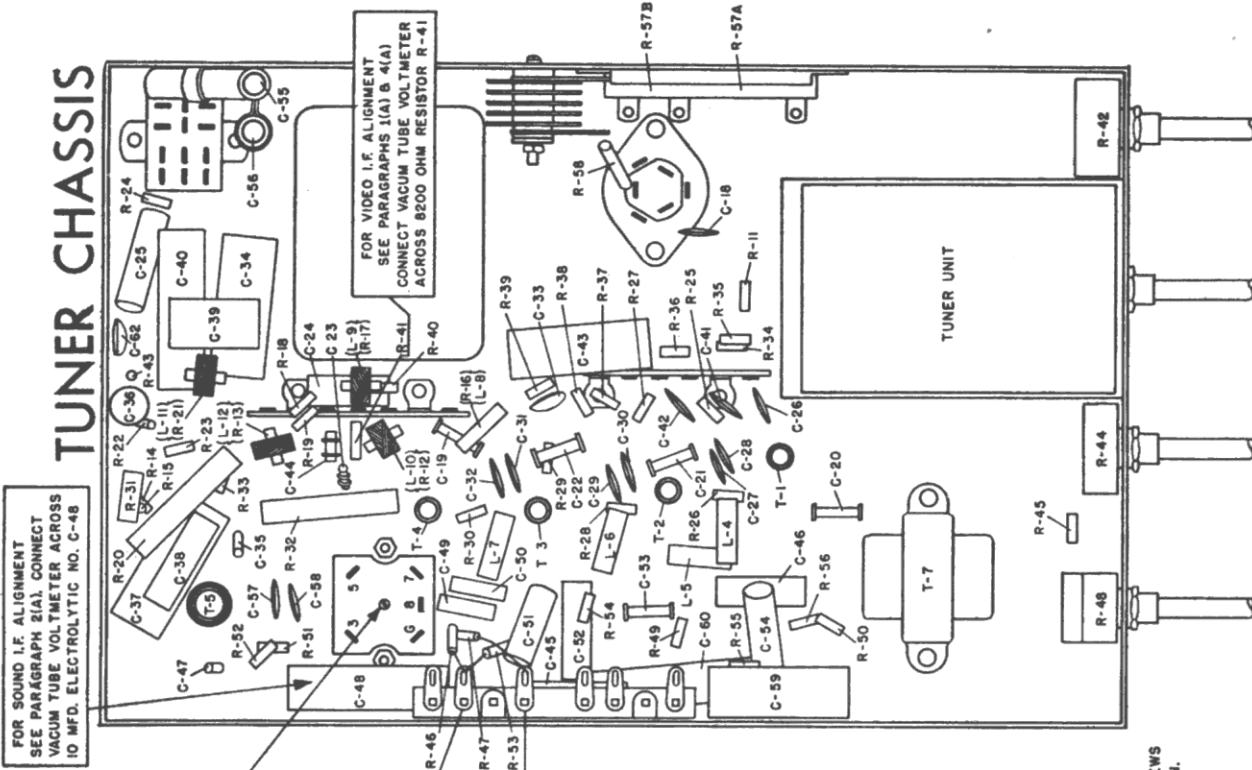 TUNER CHASSIS
FOR SOUND I.F. ALIGNMENT
SEE PARAGRAPH 2(A). CONNECT
VACUM TUBE VOLTMETER ACROSS
10 MFD. ELECTROLYTIC NO. C-48
FOR VIDEO I.F. ALIGNMENT
SEE PARAGRAPHS 1(A) & 4(A)
CONNECT VACUUM TUBE VOLTMETER
ACROSS 8200 OHM RESISTOR R-41
R-57B
R-57A
C-55
C-56
R-24
C-25
C-40
C-34
C-39
C-62
R-43
C-36
R-22
(L-11)
(R-21)
R-23
(L-12)
(R-13)
R-14
R-15
R-31
R-33
R-20
C-38
C-37
C-35
R-32
C-44
R-19
R-18
C-24
C 23
(L-9)
(R-17)
R-41
R-40
(L-10)
(R-12)
C-19
(R-16)
(L-8)
R-58
C-18
R-42
R-39
C-33
R-38
R-37
R-27
C-43
R-36
R-25
C-41
R-35
R-34
R-11
TUNER UNIT
C-42
C-26
C-31
C-32
C-30
C-29
R-29
C-22
C-21
C-28
C-27
T-1
T-2
T 3
T-4
T-5
R-28
R-26
R-30
L-7
L-6
L-4
L-5
C-20
R-44
C-49
C-50
C-57
C-58
R-52
R-51
C-47
3
5
7
8
G
C-48
C-51
C-45
C-52
R-54
C-53
R-49
C-60
R-55
C-54
C-46
R-56
R-50
C-59
T-7
R-45
R-48
R-46
R-47
R-53
EWS